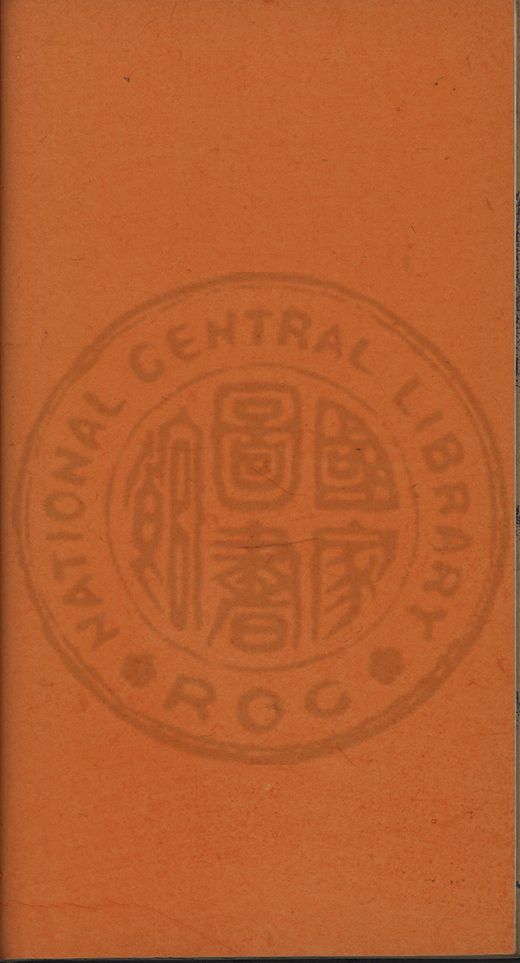 NATIONAL CENTRAL LIBRARY
ROC
國家
圖書
館